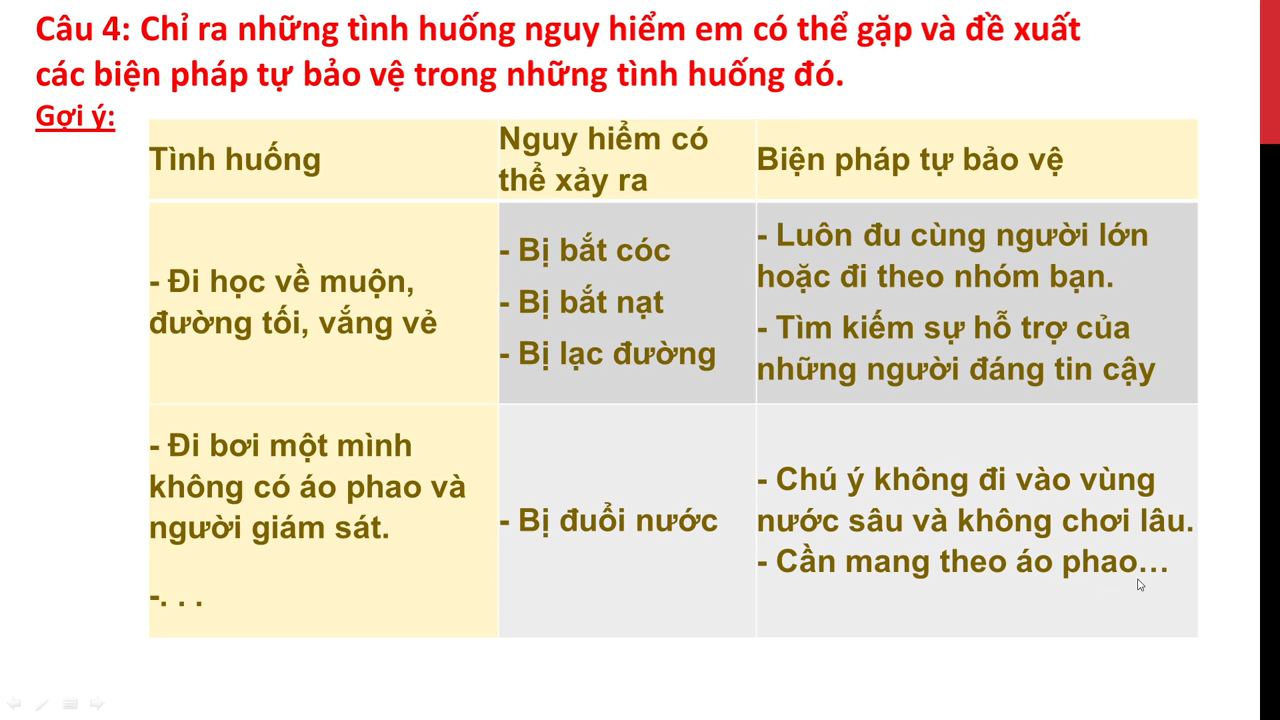 Câu 4: Chỉ ra những tình huống nguy hiểm em có thể gặp và đề xuất
các biện pháp tự bảo vệ trong những tình huống đó.
Gợi ý:
Tình huống
Nguy hiểm có
thể xảy ra
Biện pháp tự bảo vệ
- Đi học về muộn,
đường tối, vắng vẻ
- Bị bắt cóc
- Bị bắt nạt
- Bị lạc đường
- Luôn đu cùng người lớn
hoặc đi theo nhóm bạn.
- Tìm kiếm sự hỗ trợ của
những người đáng tin cậy
- Đi bơi một mình
không có áo phao và
người giám sát.
-. . .
- Bị đuổi nước
- Chú ý không đi vào vùng
nước sâu và không chơi lâu.
- Cần mang theo áo phao…